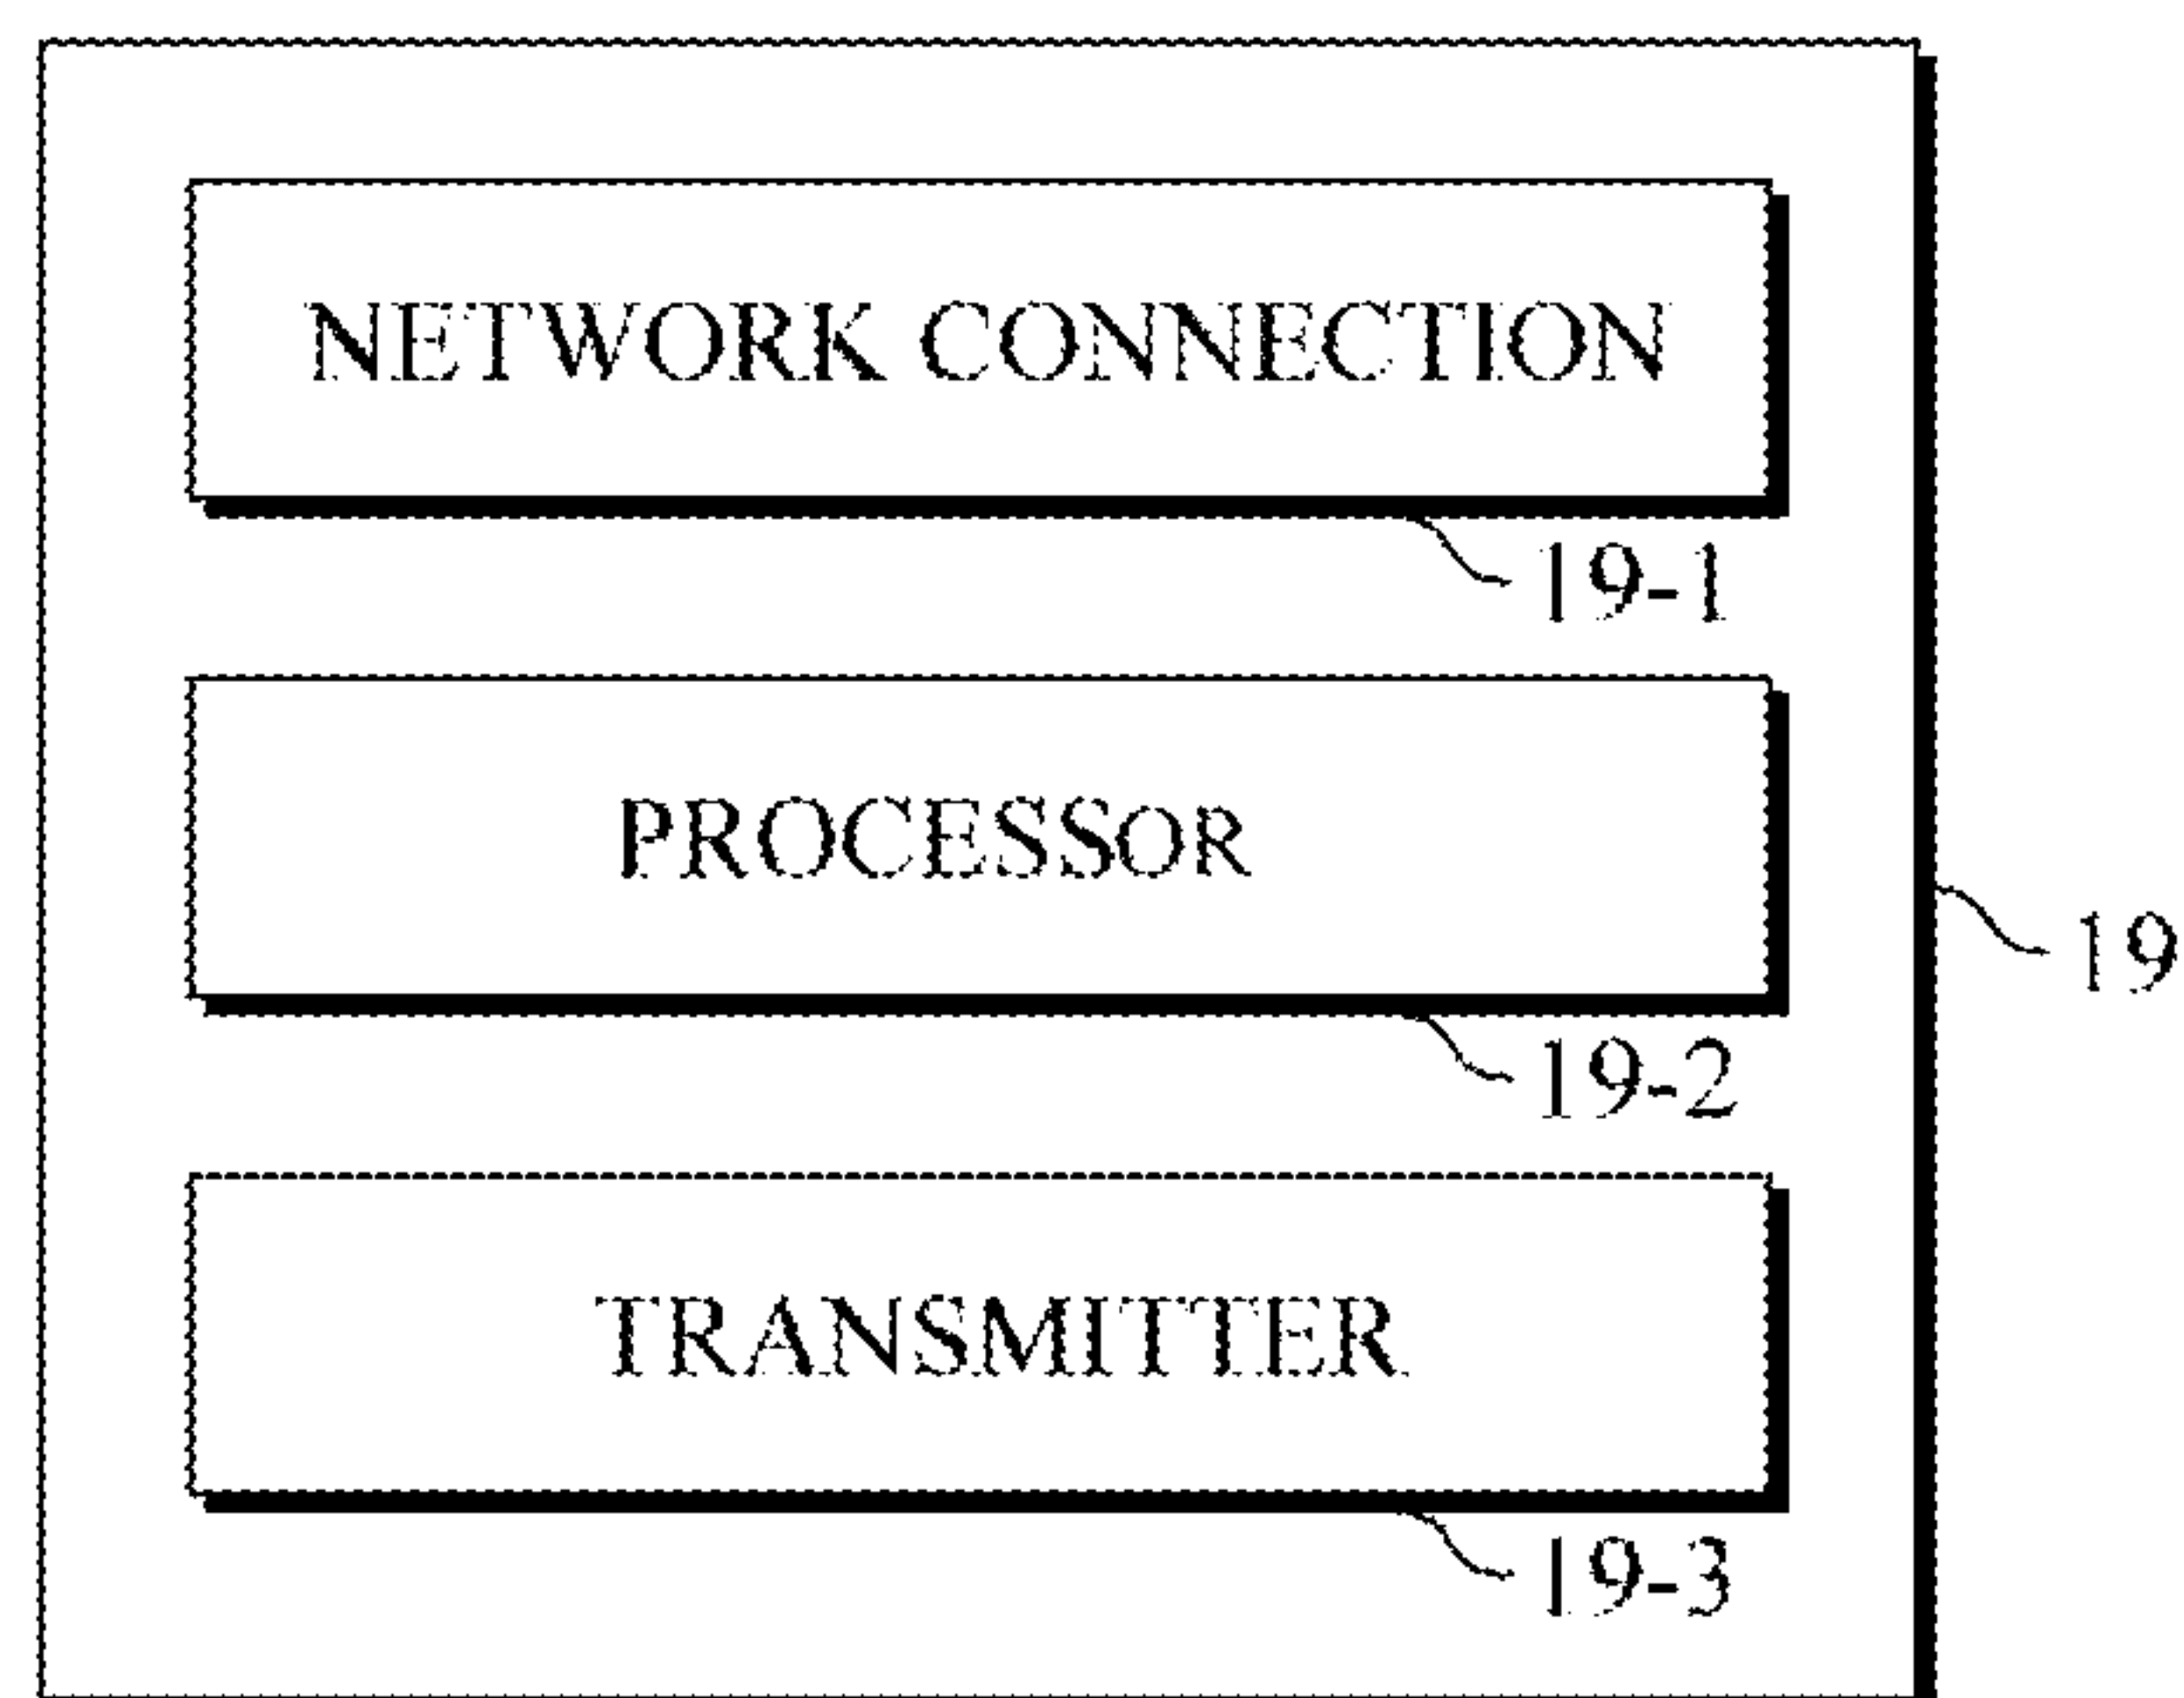 NETWORK CONNECTION
19-1
PROCESSOR
19
19-2
TRANSMITTER
19-3